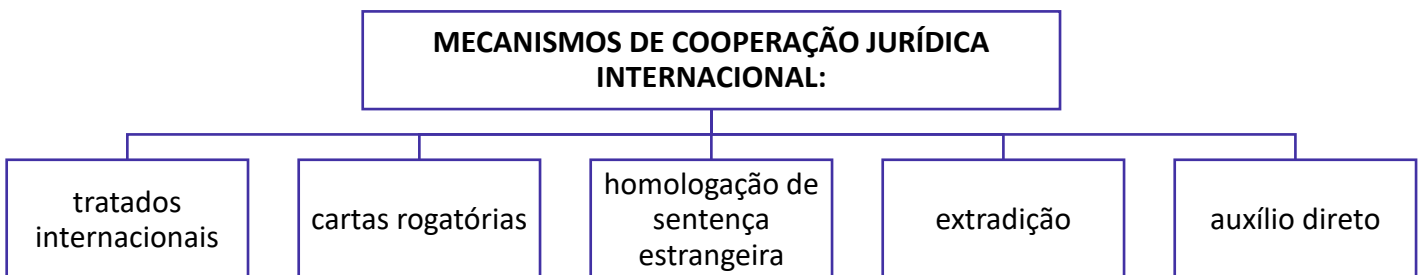 MECANISMOS DE COOPERAÇÃO JURÍDICA
INTERNACIONAL:
tratados
internacionais
cartas rogatórias
homologação de
sentença
estrangeira
extradição
auxílio direto